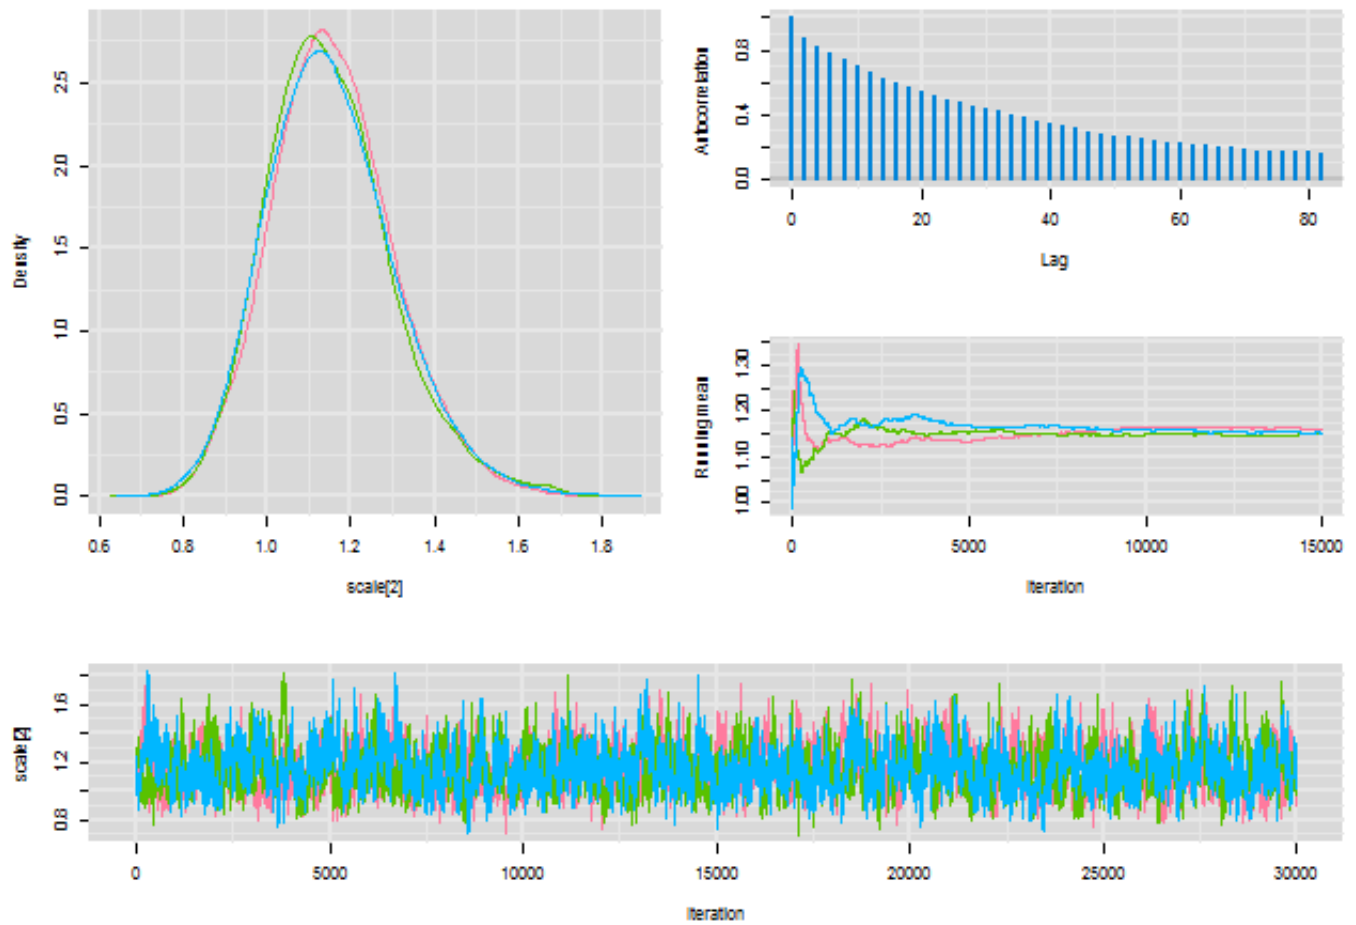 Density
2.5
2.0
1.5
1.0
0.5
0.0
0.6 0.8 1.0 1.2 1.4 1.6 1.8
scale[2]
Autocorrelation
0.8
0.4
0.0
0 20 40 60 80
Lag
Running mean
1.30
1.20
1.10
1.00
0 5000 10000 15000
Iteration
scale[2]
1.6
1.2
0.8
0 5000 10000 15000 20000 25000 30000
Iteration